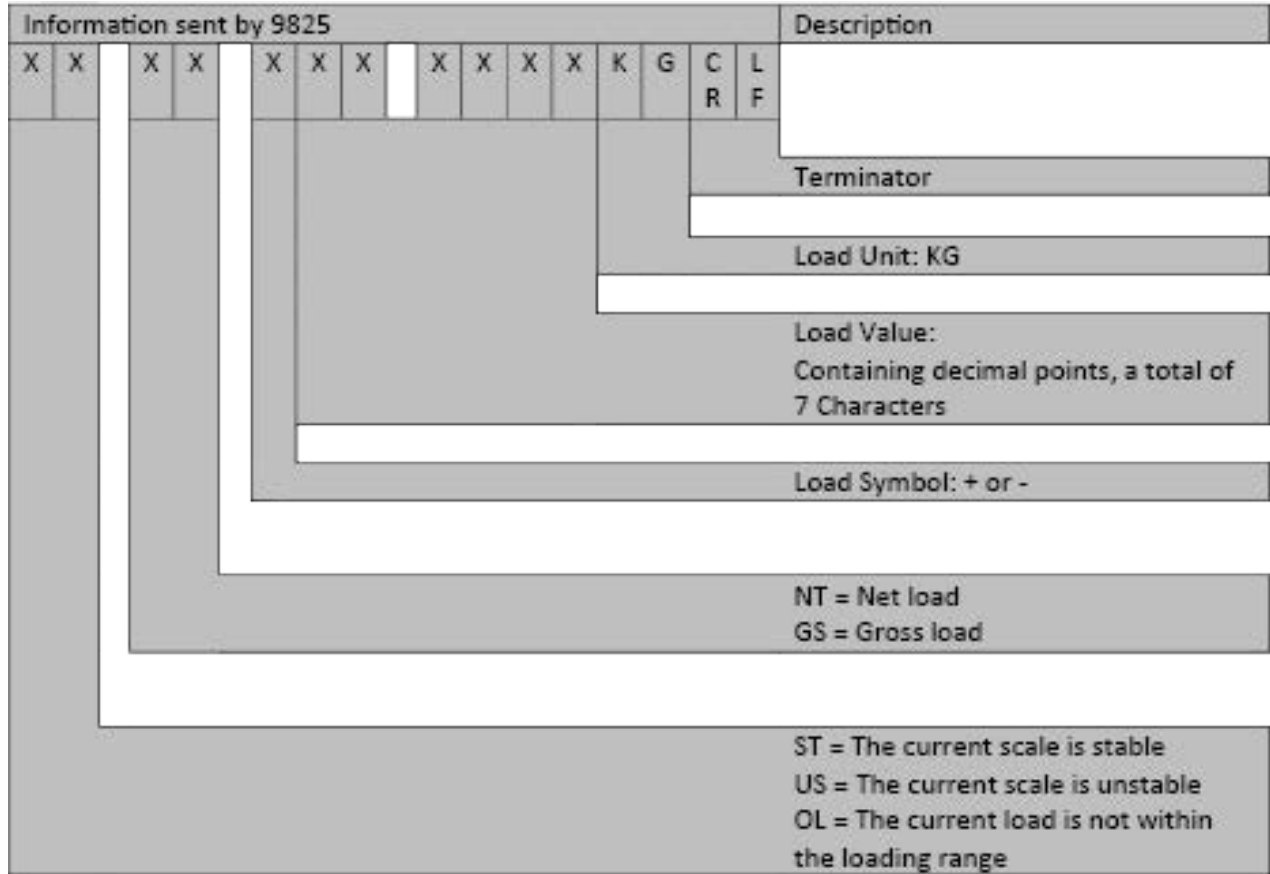 Information sent by 9825 Description
X X X X X X X X X X X K G CR LF
Terminator
Load Unit: KG
Load Value:
Containing decimal points, a total of
7 Characters
Load Symbol: + or -
NT = Net load
GS = Gross load
ST = The current scale is stable
US = The current scale is unstable
OL = The current load is not within
the loading range